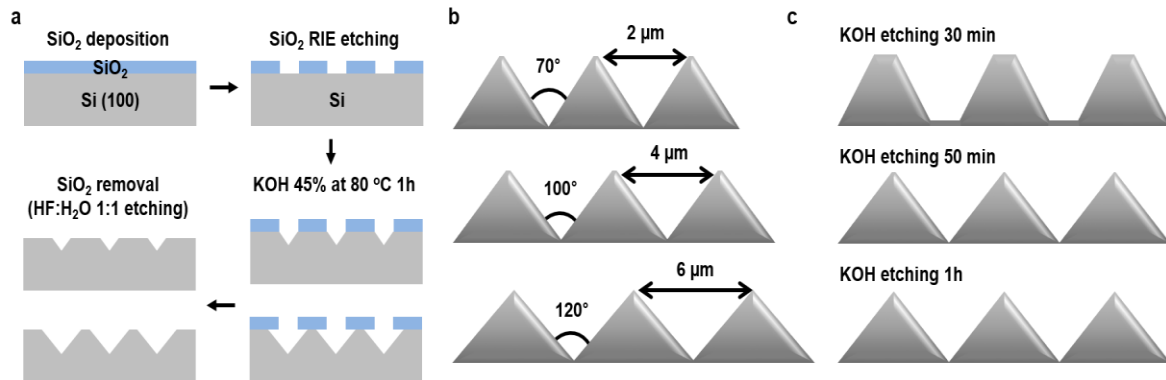 a
SiO₂ deposition
SiO₂
Si (100)
SiO₂ RIE etching
Si
KOH 45% at 80 ºC 1h
SiO₂ removal
(HF:H₂O 1:1 etching)
b
2 µm
70°
4 µm
100°
6 µm
120°
c
KOH etching 30 min
KOH etching 50 min
KOH etching 1h